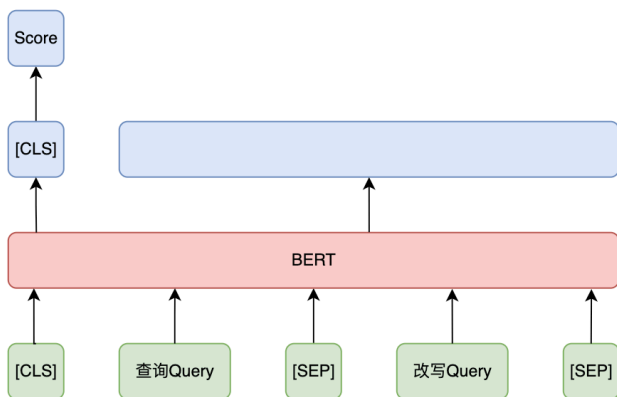 Score
[CLS]
BERT
[CLS]
查询Query
[SEP]
改写Query
[SEP]